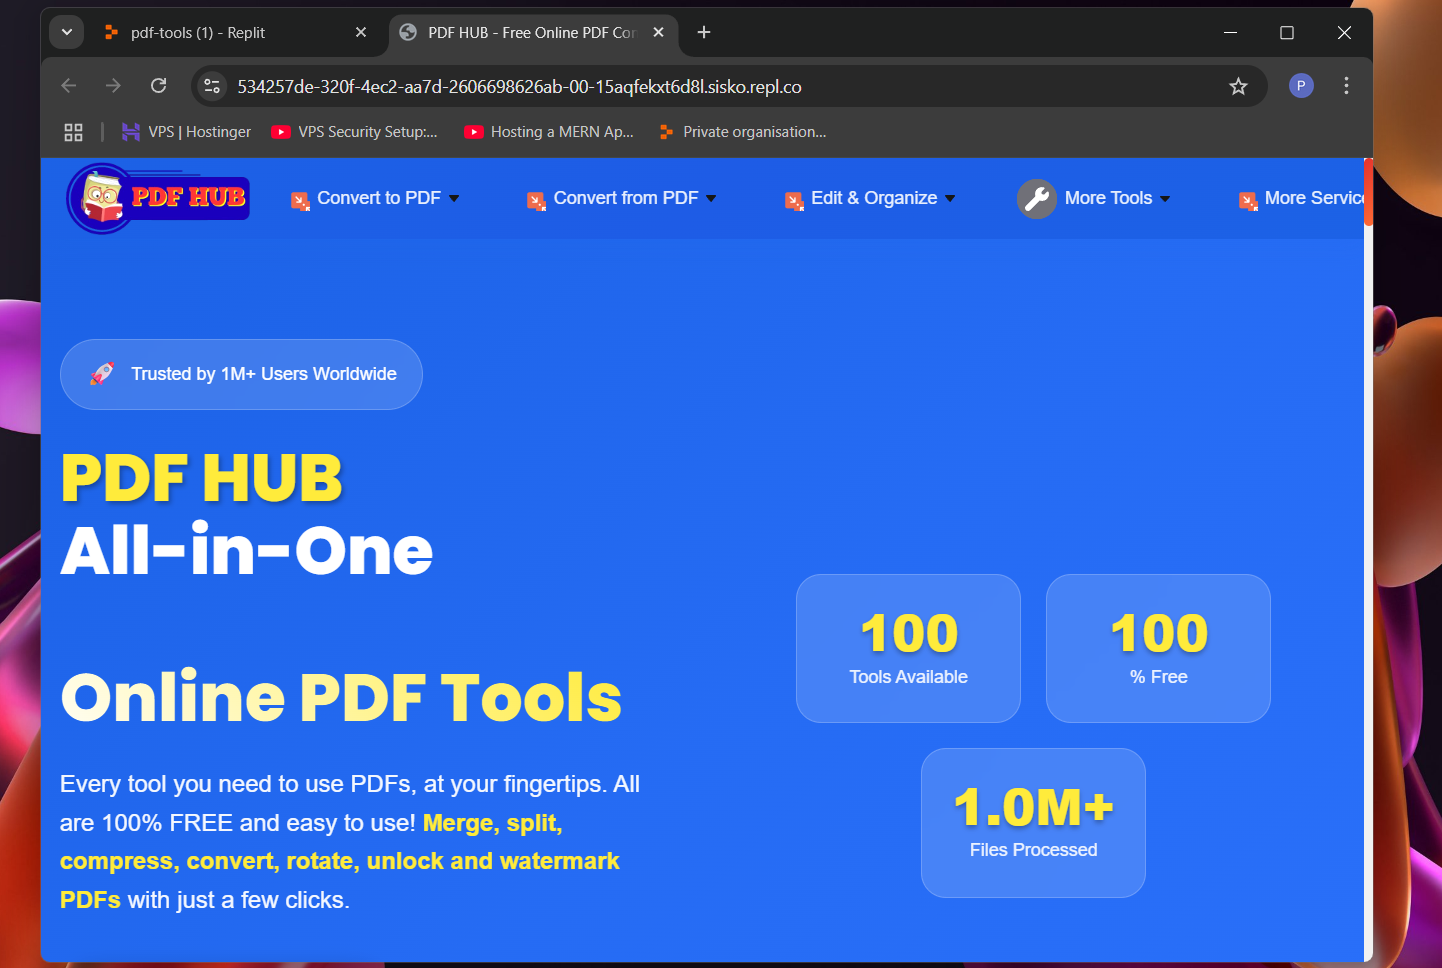 pdf-tools (1) - Replit
PDF HUB - Free Online PDF Con
534257de-320f-4ec2-aa7d-2606698626ab-00-15aqfekxt6d8l.sisko.repl.co
P
VPS | Hostinger
VPS Security Setup:...
Hosting a MERN Ap...
Private organisation...
PDF HUB
Convert to PDF
Convert from PDF
Edit & Organize
More Tools
More Servic
Trusted by 1M+ Users Worldwide
PDF HUB
All-in-One
Online PDF Tools
Every tool you need to use PDFs, at your fingertips. All
are 100% FREE and easy to use! Merge, split,
compress, convert, rotate, unlock and watermark
PDFs with just a few clicks.
100
Tools Available
100
% Free
1.0M+
Files Processed